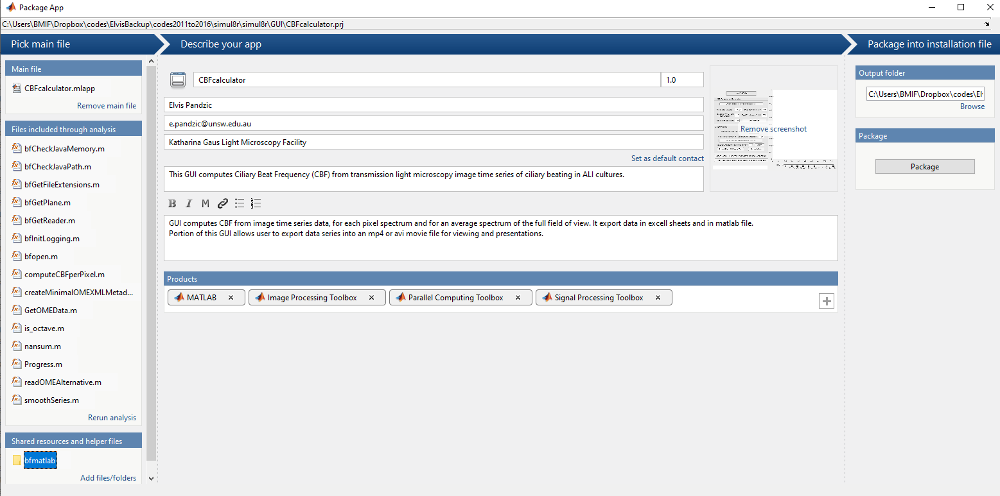 Package App
C:\Users\BMIF\Dropbox\codes\ElvisBackup\codes2011to2016\simul8r\simul8r\GUI\CBFcalculator.prj
Pick main file
Describe your app
Package into installation file
Main file
CBFcalculator.mlapp
Remove main file
Files included through analysis
bfCheckJavaMemory.m
bfCheckJavaPath.m
bfGetFileExtensions.m
bfGetPlane.m
bfGetReader.m
bfInitLogging.m
bfopen.m
computeCBFperPixel.m
createMinimalOMEXMLMetad...
GetOMEData.m
is_octave.m
nansum.m
Progress.m
readOMEAlternative.m
smoothSeries.m
Rerun analysis
Shared resources and helper files
bfmatlab
Add files/folders
CBFcalculator
1.0
Elvis Pandzic
e.pandzic@unsw.edu.au
Katharina Gaus Light Microscopy Facility
Set as default contact
This GUI computes Ciliary Beat Frequency (CBF) from transmission light microscopy image time series of ciliary beating in ALI cultures.
Remove screenshot
B I M
GUI computes CBF from image time series data, for each pixel spectrum and for an average spectrum of the full field of view. It export data in excell sheets and in matlab file.
Portion of this GUI allows user to export data series into an mp4 or avi movie file for viewing and presentations.
Products
MATLAB
Image Processing Toolbox
Parallel Computing Toolbox
Signal Processing Toolbox
Output folder
C:\Users\BMIF\Dropbox\codes\El
Browse
Package
Package